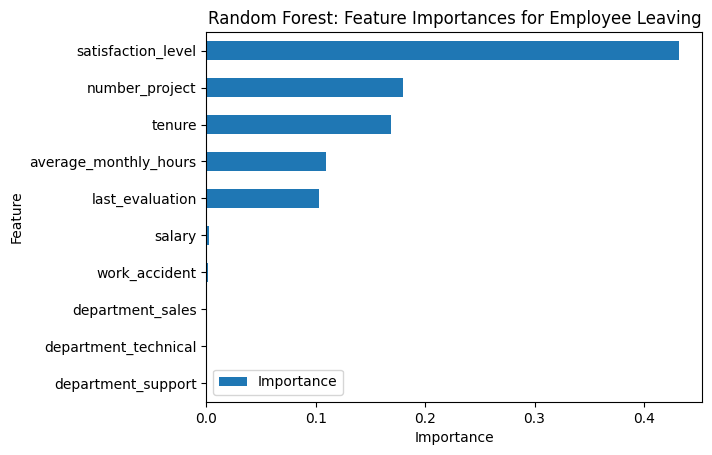 Random Forest: Feature Importances for Employee Leaving
satisfaction_level
number_project
tenure
average_monthly_hours
last_evaluation
salary
work_accident
department_sales
department_technical
department_support
Feature
Importance
0.0 0.1 0.2 0.3 0.4
Importance